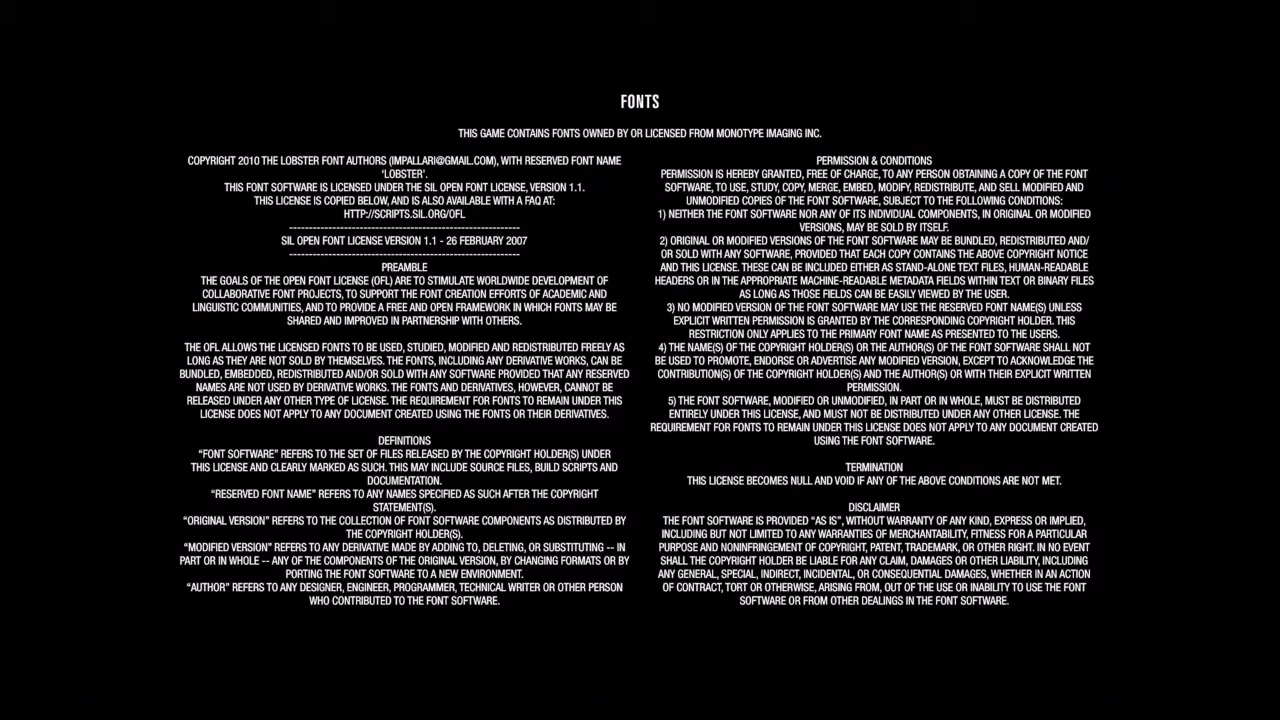 FONTS
THIS GAME CONTAINS FONTS OWNED BY OR LICENSED FROM MONOTYPE IMAGING INC.
COPYRIGHT 2010 THE LOBSTER FONT AUTHORS (IMPALLARI@GMAIL.COM), WITH RESERVED FONT NAME
‘LOBSTER’.
THIS FONT SOFTWARE IS LICENSED UNDER THE SIL OPEN FONT LICENSE, VERSION 1.1.
THIS LICENSE IS COPIED BELOW, AND IS ALSO AVAILABLE WITH A FAQ AT:
HTTP://SCRIPTS.SIL.ORG/OFL
-----------------------------------------------------------
SIL OPEN FONT LICENSE VERSION 1.1 - 26 FEBRUARY 2007
-----------------------------------------------------------
PREAMBLE
THE GOALS OF THE OPEN FONT LICENSE (OFL) ARE TO STIMULATE WORLDWIDE DEVELOPMENT OF
COLLABORATIVE FONT PROJECTS, TO SUPPORT THE FONT CREATION EFFORTS OF ACADEMIC AND
LINGUISTIC COMMUNITIES, AND TO PROVIDE A FREE AND OPEN FRAMEWORK IN WHICH FONTS MAY BE
SHARED AND IMPROVED IN PARTNERSHIP WITH OTHERS.
THE OFL ALLOWS THE LICENSED FONTS TO BE USED, STUDIED, MODIFIED AND REDISTRIBUTED FREELY AS
LONG AS THEY ARE NOT SOLD BY THEMSELVES. THE FONTS, INCLUDING ANY DERIVATIVE WORKS, CAN BE
BUNDLED, EMBEDDED, REDISTRIBUTED AND/OR SOLD WITH ANY SOFTWARE PROVIDED THAT ANY RESERVED
NAMES ARE NOT USED BY DERIVATIVE WORKS. THE FONTS AND DERIVATIVES, HOWEVER, CANNOT BE
RELEASED UNDER ANY OTHER TYPE OF LICENSE. THE REQUIREMENT FOR FONTS TO REMAIN UNDER THIS
LICENSE DOES NOT APPLY TO ANY DOCUMENT CREATED USING THE FONTS OR THEIR DERIVATIVES.
DEFINITIONS
“FONT SOFTWARE” REFERS TO THE SET OF FILES RELEASED BY THE COPYRIGHT HOLDER(S) UNDER
THIS LICENSE AND CLEARLY MARKED AS SUCH. THIS MAY INCLUDE SOURCE FILES, BUILD SCRIPTS AND
DOCUMENTATION.
“RESERVED FONT NAME” REFERS TO ANY NAMES SPECIFIED AS SUCH AFTER THE COPYRIGHT
STATEMENT(S).
“ORIGINAL VERSION” REFERS TO THE COLLECTION OF FONT SOFTWARE COMPONENTS AS DISTRIBUTED BY
THE COPYRIGHT HOLDER(S).
“MODIFIED VERSION” REFERS TO ANY DERIVATIVE MADE BY ADDING TO, DELETING, OR SUBSTITUTING -- IN
PART OR IN WHOLE -- ANY OF THE COMPONENTS OF THE ORIGINAL VERSION, BY CHANGING FORMATS OR BY
PORTING THE FONT SOFTWARE TO A NEW ENVIRONMENT.
“AUTHOR” REFERS TO ANY DESIGNER, ENGINEER, PROGRAMMER, TECHNICAL WRITER OR OTHER PERSON
WHO CONTRIBUTED TO THE FONT SOFTWARE.
PERMISSION & CONDITIONS
PERMISSION IS HEREBY GRANTED, FREE OF CHARGE, TO ANY PERSON OBTAINING A COPY OF THE FONT
SOFTWARE, TO USE, STUDY, COPY, MERGE, EMBED, MODIFY, REDISTRIBUTE, AND SELL MODIFIED AND
UNMODIFIED COPIES OF THE FONT SOFTWARE, SUBJECT TO THE FOLLOWING CONDITIONS:
1) NEITHER THE FONT SOFTWARE NOR ANY OF ITS INDIVIDUAL COMPONENTS, IN ORIGINAL OR MODIFIED
VERSIONS, MAY BE SOLD BY ITSELF.
2) ORIGINAL OR MODIFIED VERSIONS OF THE FONT SOFTWARE MAY BE BUNDLED, REDISTRIBUTED AND/
OR SOLD WITH ANY SOFTWARE, PROVIDED THAT EACH COPY CONTAINS THE ABOVE COPYRIGHT NOTICE
AND THIS LICENSE. THESE CAN BE INCLUDED EITHER AS STAND-ALONE TEXT FILES, HUMAN-READABLE
HEADERS OR IN THE APPROPRIATE MACHINE-READABLE METADATA FIELDS WITHIN TEXT OR BINARY FILES
AS LONG AS THOSE FIELDS CAN BE EASILY VIEWED BY THE USER.
3) NO MODIFIED VERSION OF THE FONT SOFTWARE MAY USE THE RESERVED FONT NAME(S) UNLESS
EXPLICIT WRITTEN PERMISSION IS GRANTED BY THE CORRESPONDING COPYRIGHT HOLDER. THIS
RESTRICTION ONLY APPLIES TO THE PRIMARY FONT NAME AS PRESENTED TO THE USERS.
4) THE NAME(S) OF THE COPYRIGHT HOLDER(S) OR THE AUTHOR(S) OF THE FONT SOFTWARE SHALL NOT
BE USED TO PROMOTE, ENDORSE OR ADVERTISE ANY MODIFIED VERSION, EXCEPT TO ACKNOWLEDGE THE
CONTRIBUTION(S) OF THE COPYRIGHT HOLDER(S) AND THE AUTHOR(S) OR WITH THEIR EXPLICIT WRITTEN
PERMISSION.
5) THE FONT SOFTWARE, MODIFIED OR UNMODIFIED, IN PART OR IN WHOLE, MUST BE DISTRIBUTED
ENTIRELY UNDER THIS LICENSE, AND MUST NOT BE DISTRIBUTED UNDER ANY OTHER LICENSE. THE
REQUIREMENT FOR FONTS TO REMAIN UNDER THIS LICENSE DOES NOT APPLY TO ANY DOCUMENT CREATED
USING THE FONT SOFTWARE.
TERMINATION
THIS LICENSE BECOMES NULL AND VOID IF ANY OF THE ABOVE CONDITIONS ARE NOT MET.
DISCLAIMER
THE FONT SOFTWARE IS PROVIDED “AS IS”, WITHOUT WARRANTY OF ANY KIND, EXPRESS OR IMPLIED,
INCLUDING BUT NOT LIMITED TO ANY WARRANTIES OF MERCHANTABILITY, FITNESS FOR A PARTICULAR
PURPOSE AND NONINFRINGEMENT OF COPYRIGHT, PATENT, TRADEMARK, OR OTHER RIGHT. IN NO EVENT
SHALL THE COPYRIGHT HOLDER BE LIABLE FOR ANY CLAIM, DAMAGES OR OTHER LIABILITY, INCLUDING
ANY GENERAL, SPECIAL, INDIRECT, INCIDENTAL, OR CONSEQUENTIAL DAMAGES, WHETHER IN AN ACTION
OF CONTRACT, TORT OR OTHERWISE, ARISING FROM, OUT OF THE USE OR INABILITY TO USE THE FONT
SOFTWARE OR FROM OTHER DEALINGS IN THE FONT SOFTWARE.